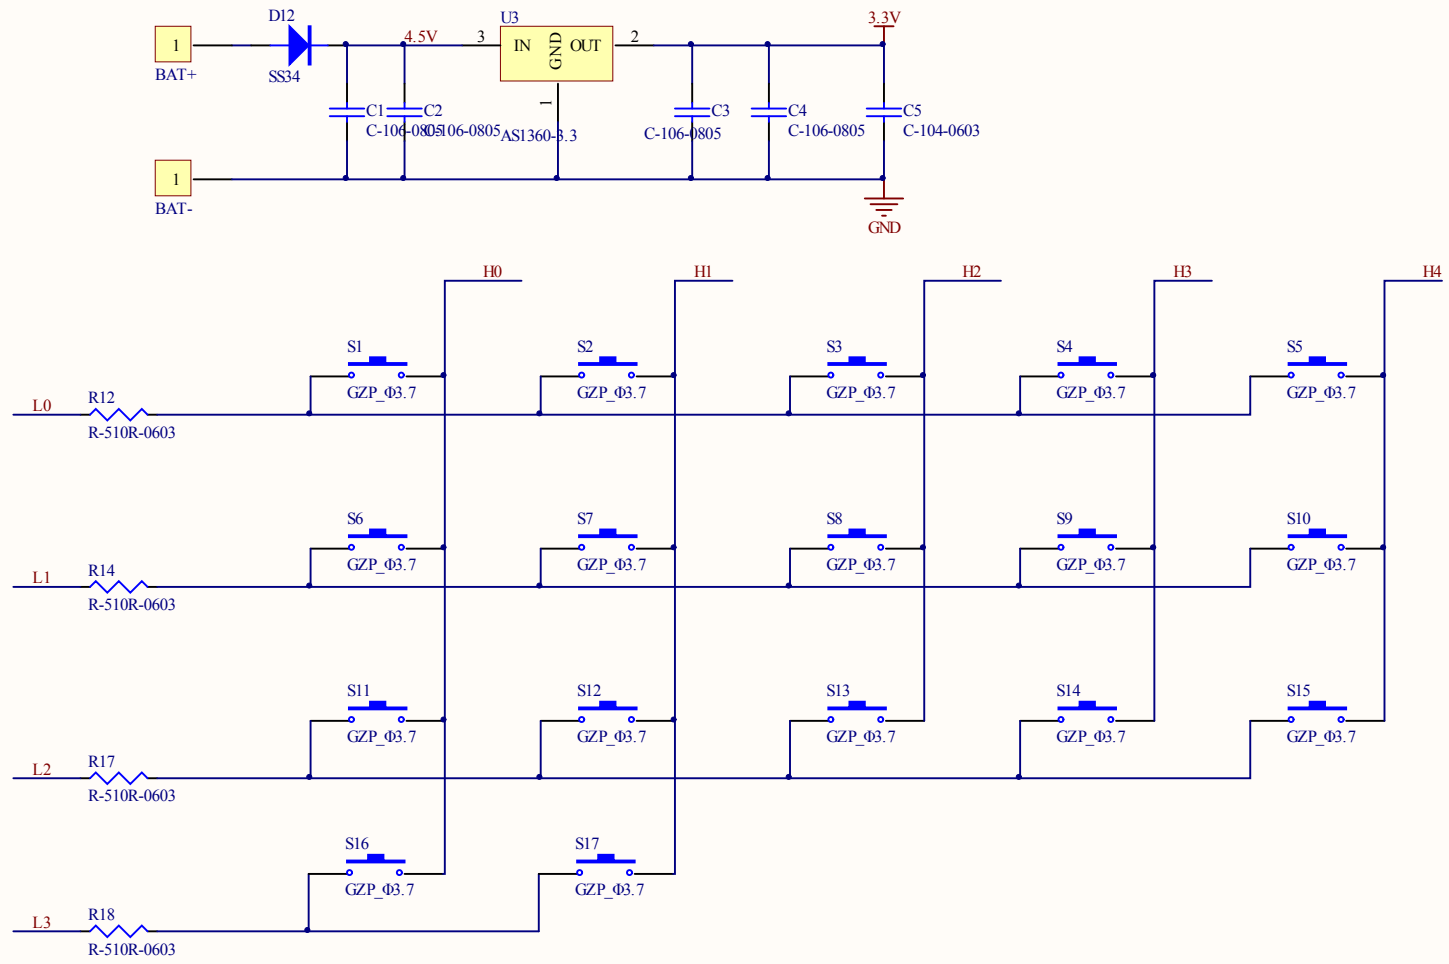 D12
U3
3.3V
1
4.5V
3
IN
GND
OUT
2
BAT+
SS34
1
C1
C2
C3
C4
C5
C-106-0805
C-106-0805
AS1360-3.3
C-106-0805
C-106-0805
C-104-0603
1
BAT-
GND
H0
H1
H2
H3
H4
S1
S2
S3
S4
S5
GZP_Φ3.7
GZP_Φ3.7
GZP_Φ3.7
GZP_Φ3.7
GZP_Φ3.7
L0
R12
R-510R-0603
S6
S7
S8
S9
S10
GZP_Φ3.7
GZP_Φ3.7
GZP_Φ3.7
GZP_Φ3.7
GZP_Φ3.7
L1
R14
R-510R-0603
S11
S12
S13
S14
S15
GZP_Φ3.7
GZP_Φ3.7
GZP_Φ3.7
GZP_Φ3.7
GZP_Φ3.7
L2
R17
R-510R-0603
S16
S17
GZP_Φ3.7
GZP_Φ3.7
L3
R18
R-510R-0603